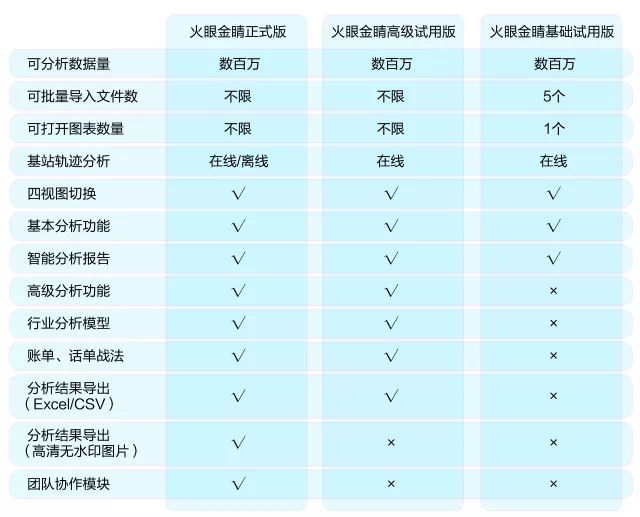 火眼金睛正式版 火眼金睛高级试用版 火眼金睛基础试用版
可分析数据量 数百万 数百万 数百万
可批量导入文件数 不限 不限 5个
可打开图表数量 不限 不限 1个
基站轨迹分析 在线/离线 在线 在线
四视图切换 √ √ √
基本分析功能 √ √ √
智能分析报告 √ √ √
高级分析功能 √ √ ×
行业分析模型 √ √ ×
账单、话单战法 √ √ ×
分析结果导出
（Excel/CSV） √ √ ×
分析结果导出
（高清无水印图片） √ × ×
团队协作模块 √ × ×